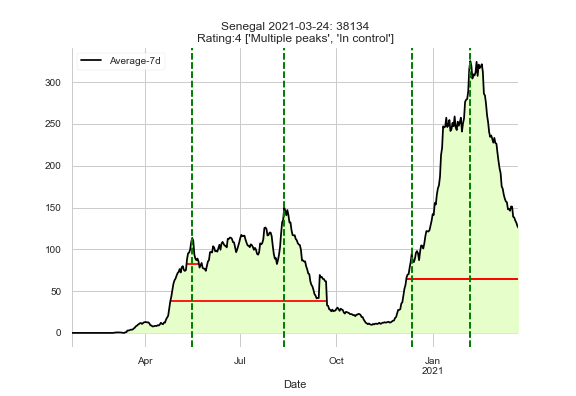 Senegal 2021-03-24: 38134
Rating:4 ['Multiple peaks', 'In control']
Average-7d
300
250
200
150
100
50
0
Apr
Jul
Oct
Jan
2021
Date